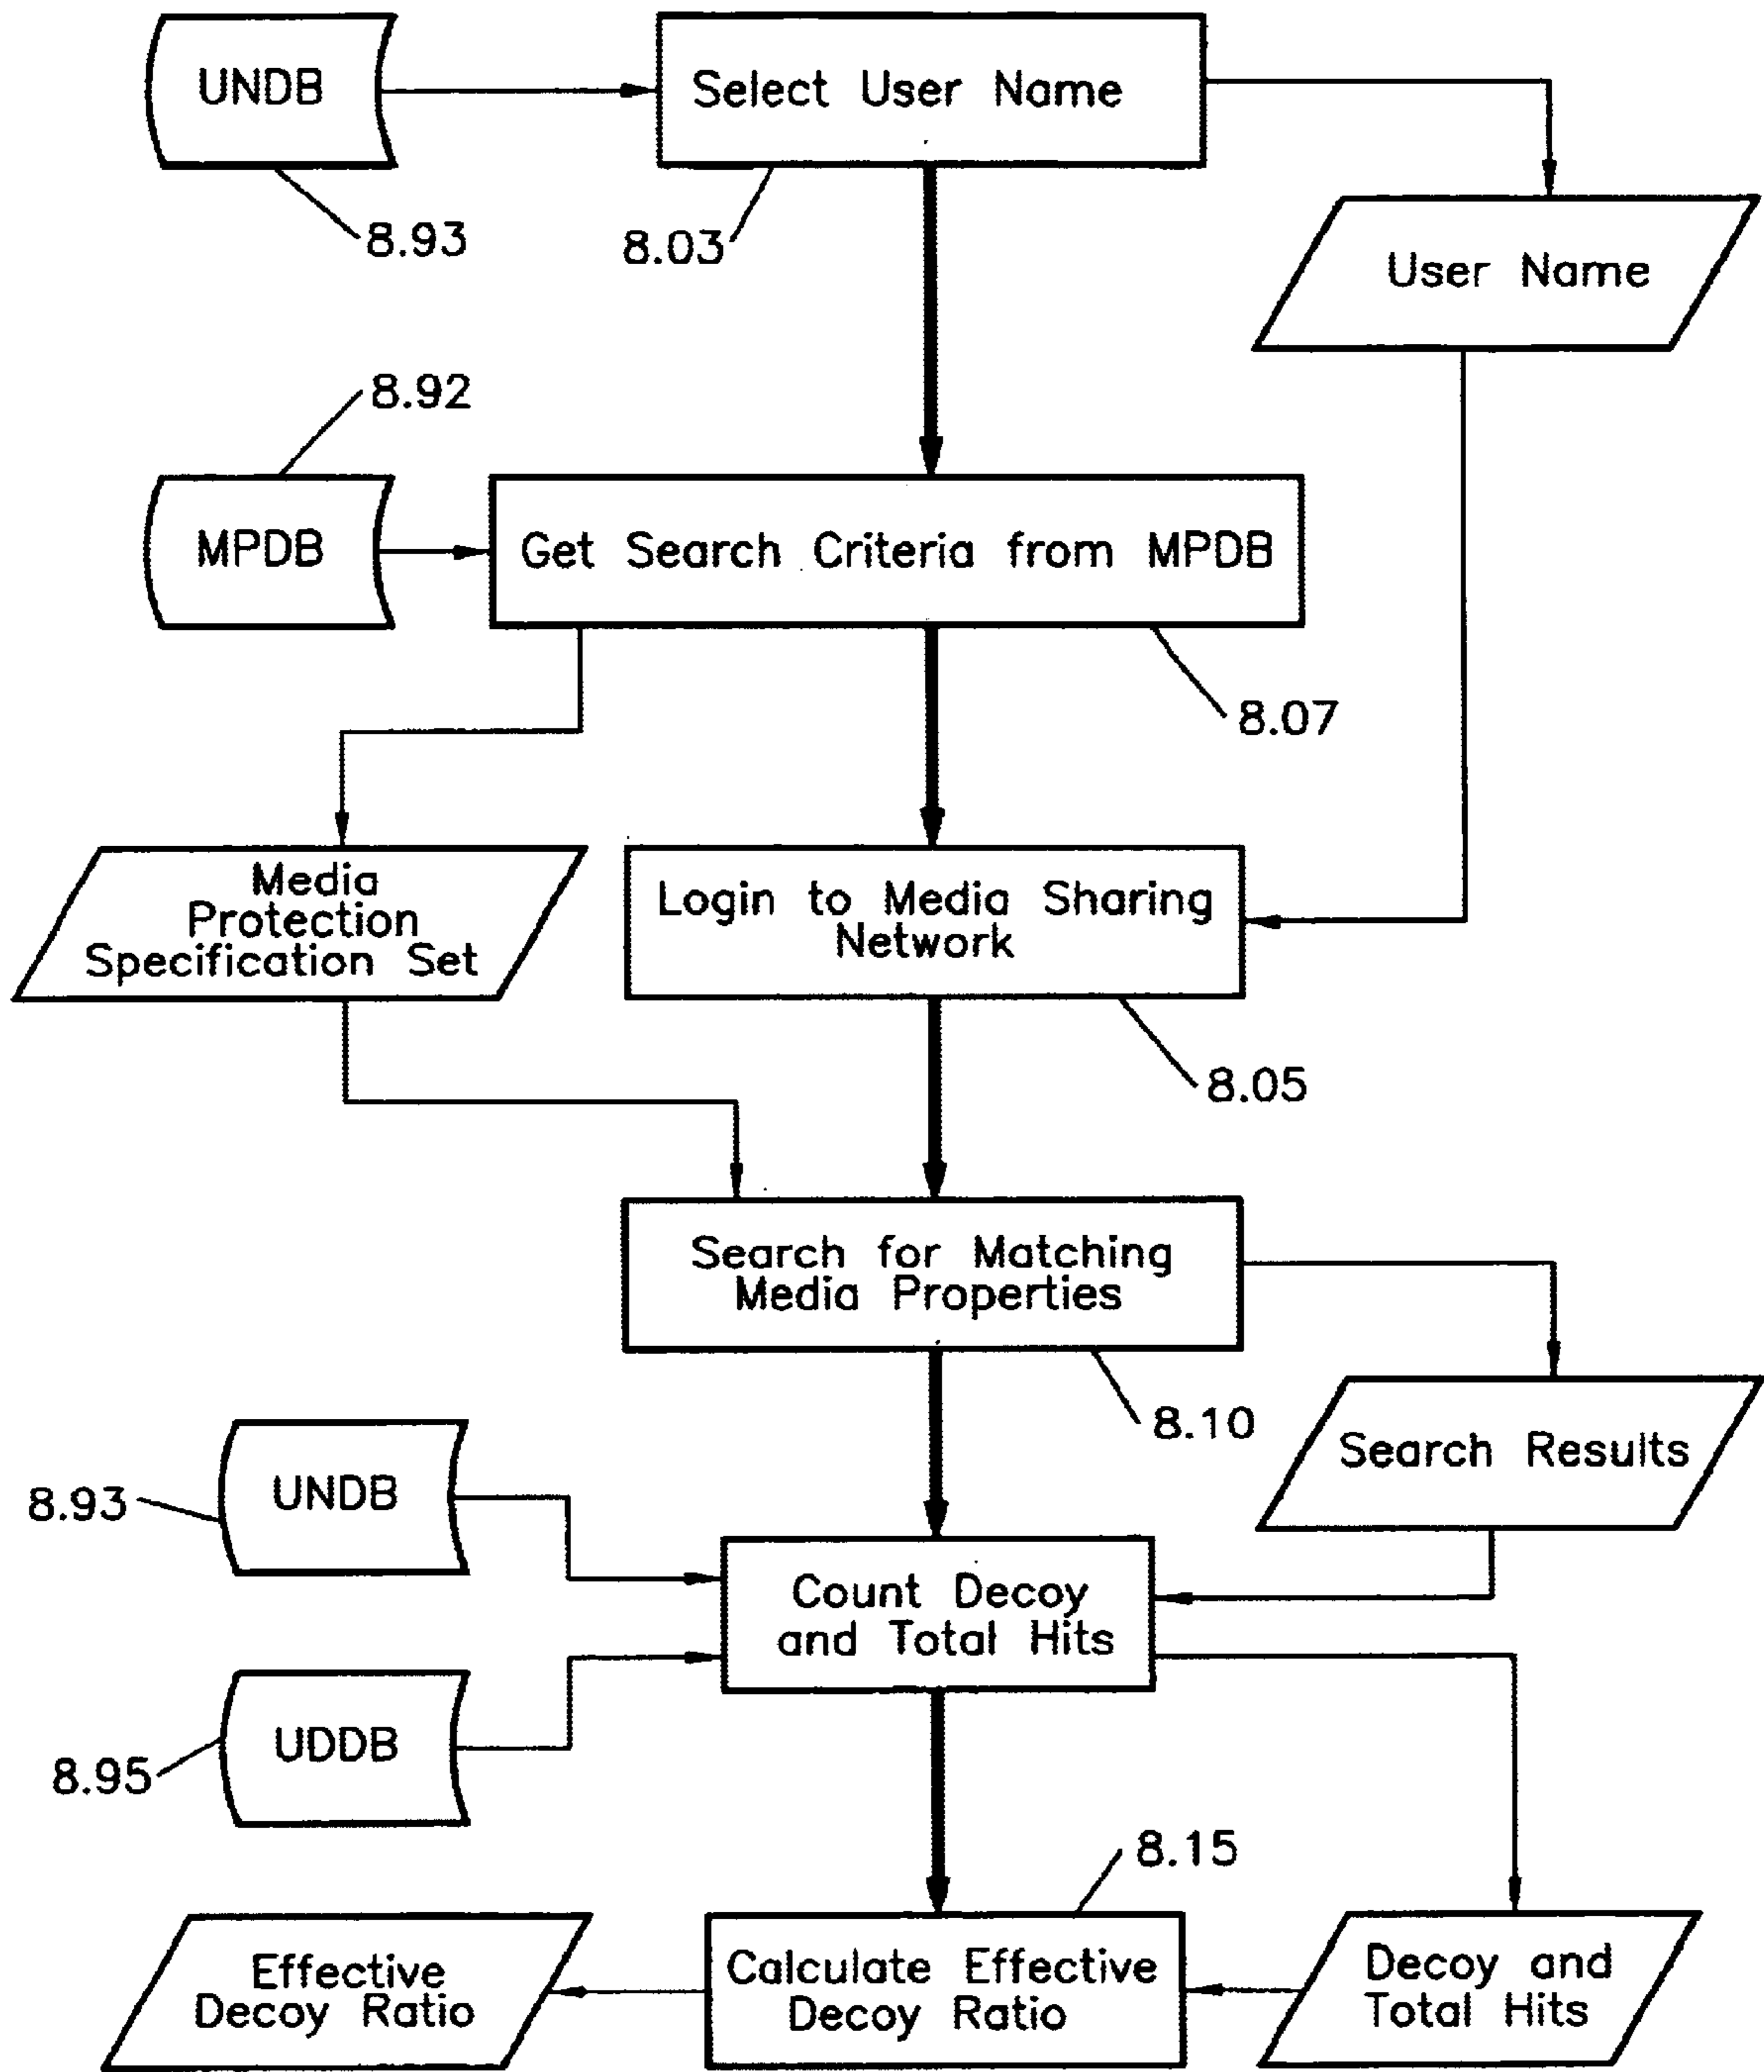 UNDB
Select User Name
8.93
8.03
User Name
8.92
MPDB
Get Search Criteria from MPDB
8.07
Media
Protection
Specification Set
Login to Media Sharing
Network
8.05
Search for Matching
Media Properties
8.10
Search Results
UNDB
8.93
Count Decoy
and Total Hits
UDDB
8.95
8.15
Effective
Decoy Ratio
Calculate Effective
Decoy Ratio
Decoy and
Total Hits